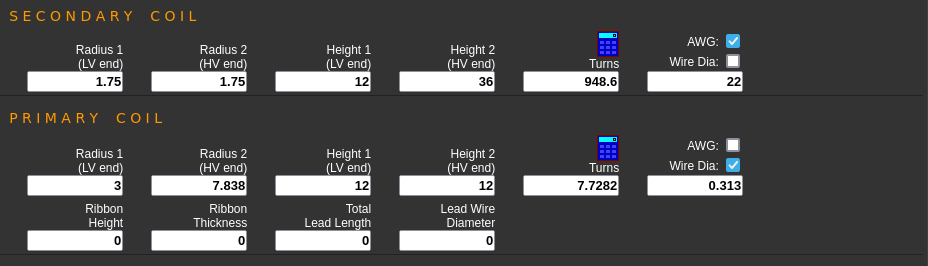 SECONDARY COIL
AWG:
Radius 1 Radius 2 Height 1 Height 2
(LV end) (HV end) (LV end) (HV end) Turns Wire Dia:
1.75 1.75 12 36 948.6 22
PRIMARY COIL
AWG:
Radius 1 Radius 2 Height 1 Height 2
(LV end) (HV end) (LV end) (HV end) Turns Wire Dia:
3 7.838 12 12 7.7282 0.313
Ribbon Ribbon Total Lead Wire
Height Thickness Lead Length Diameter
0 0 0 0